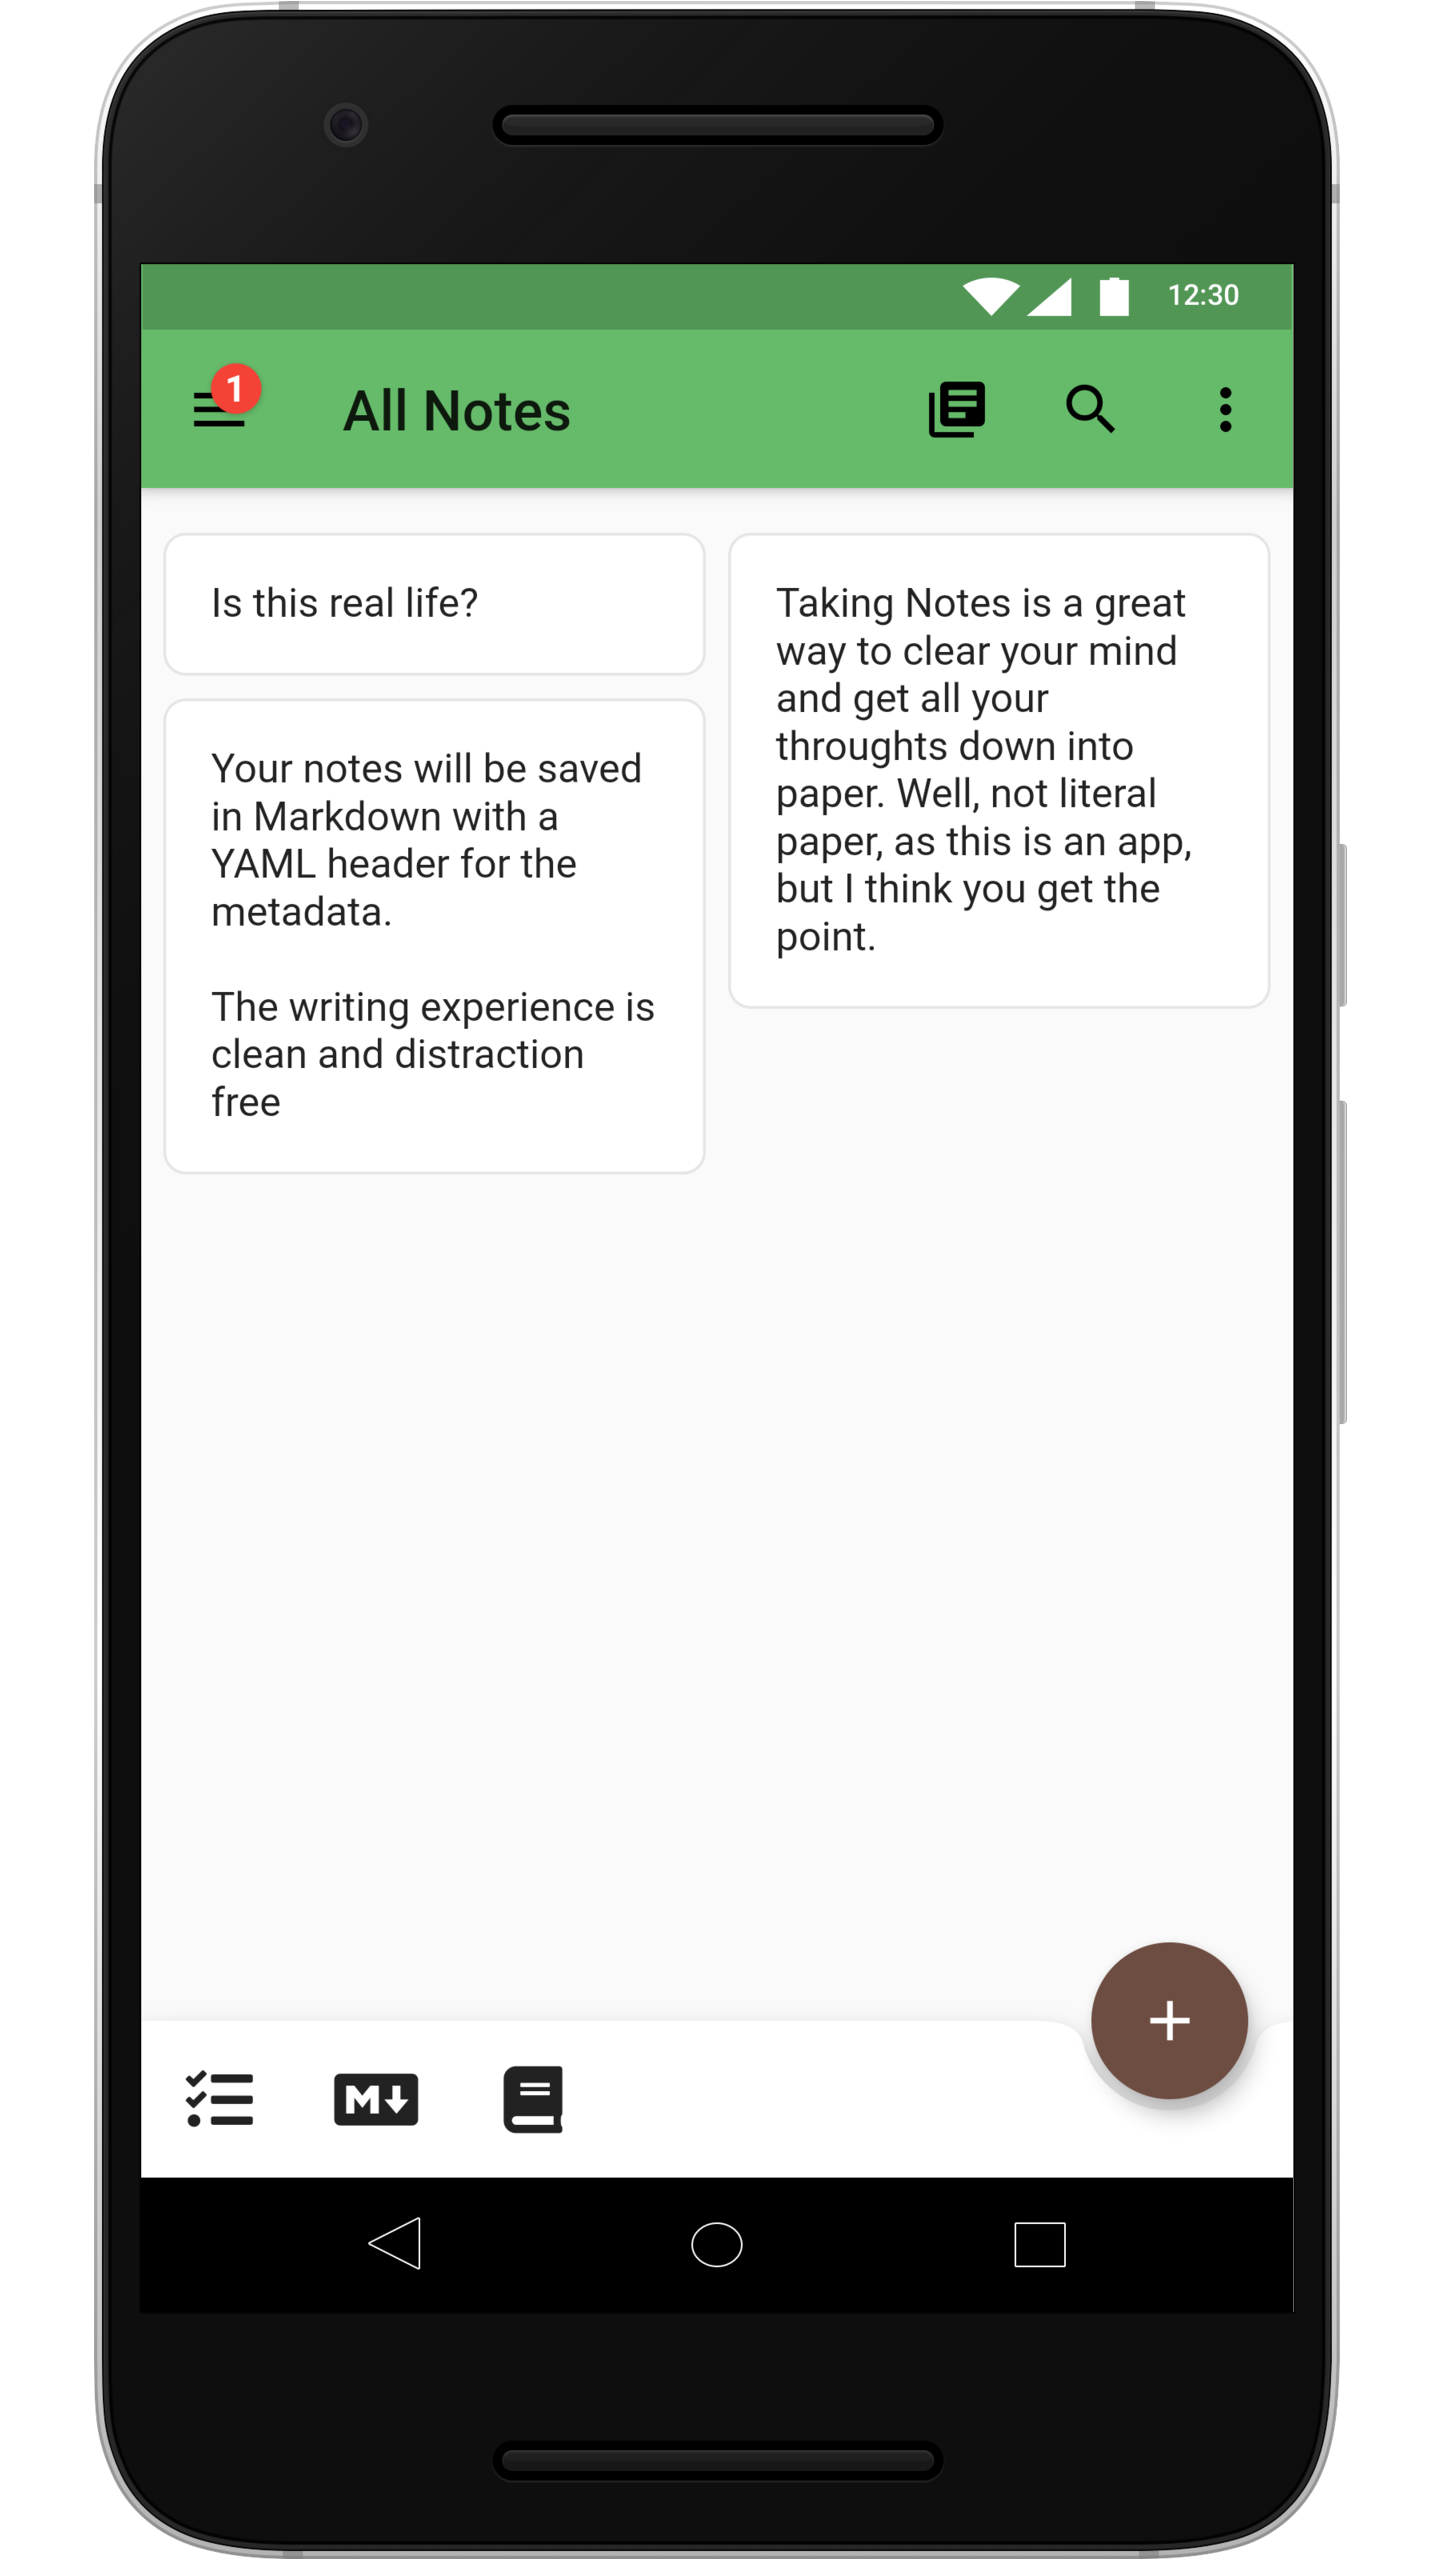 12:30
1
All Notes
Is this real life?
Your notes will be saved
in Markdown with a
YAML header for the
metadata.
The writing experience is
clean and distraction
free
Taking Notes is a great
way to clear your mind
and get all your
throughts down into
paper. Well, not literal
paper, as this is an app,
but I think you get the
point.
M